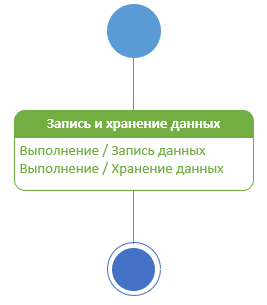 Запись и хранение данных
Выполнение / Запись данных
Выполнение / Хранение данных